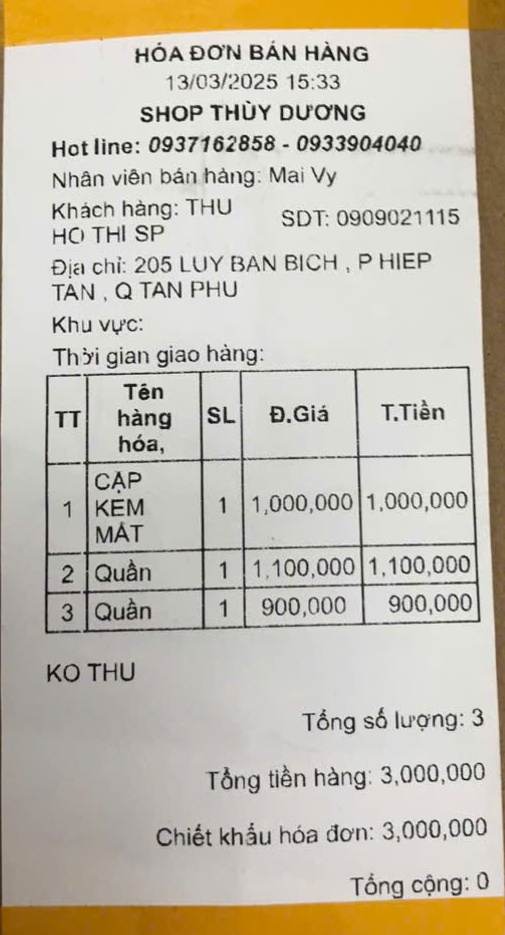 HÓA ĐƠN BÁN HÀNG
13/03/2025 15:33
SHOP THÙY DƯƠNG
Hot line: 0937162858 - 0933904040
Nhân viên bán hàng: Mai Vy
Khách hàng: THU SDT: 0909021115
HO THI SP
Địa chỉ: 205 LUY BAN BICH , P HIEP
TAN , Q TAN PHU
Khu vực:
Thời gian giao hàng:
TT Tên hàng hóa, SL Đ.Giá T.Tiền
1 CẶP KEM MẮT 1 1,000,000 1,000,000
2 Quần 1 1,100,000 1,100,000
3 Quần 1 900,000 900,000
KO THU
Tổng số lượng: 3
Tổng tiền hàng: 3,000,000
Chiết khấu hóa đơn: 3,000,000
Tổng cộng: 0